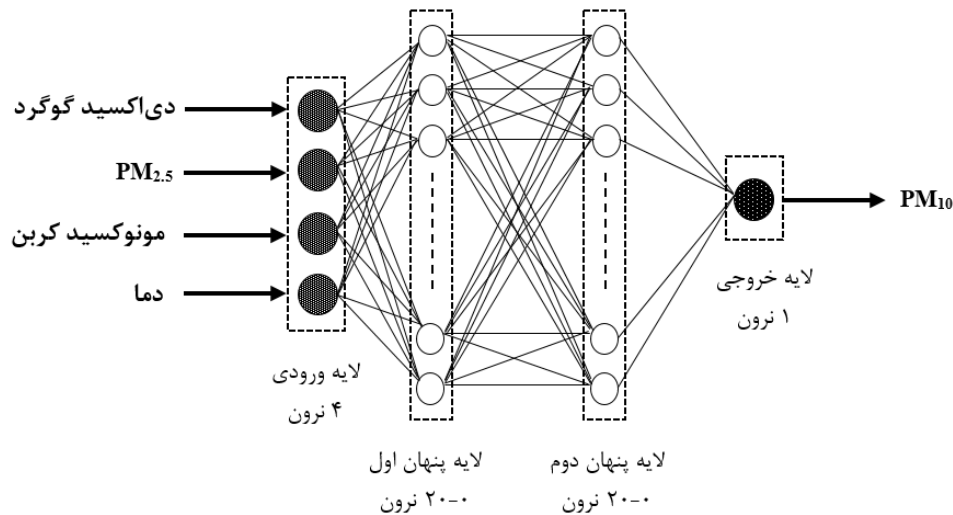 دی‌اکسید گوگرد
PM2.5
مونوکسید کربن
دما
PM10
لایه خروجی
۱ نرون
لایه ورودی
۴ نرون
لایه پنهان اول
۲۰-۰ نرون
لایه پنهان دوم
۲۰-۰ نرون